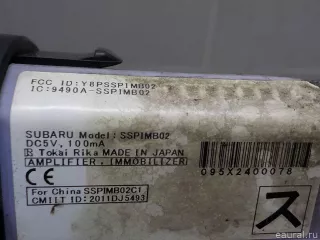 FCC ID:Y8PSSPIMB02
IC:9490A-SSPIMB02
SUBARU Model: SSPIMB02
DC5V, 100mA
R Tokai Rika MADE IN JAPAN
AMPLIFIER, IMMOBILIZER
CE
095X2400078
For China SSPIMB02C1
CMIIT ID:2011DJ5493
ス
eaural.ru